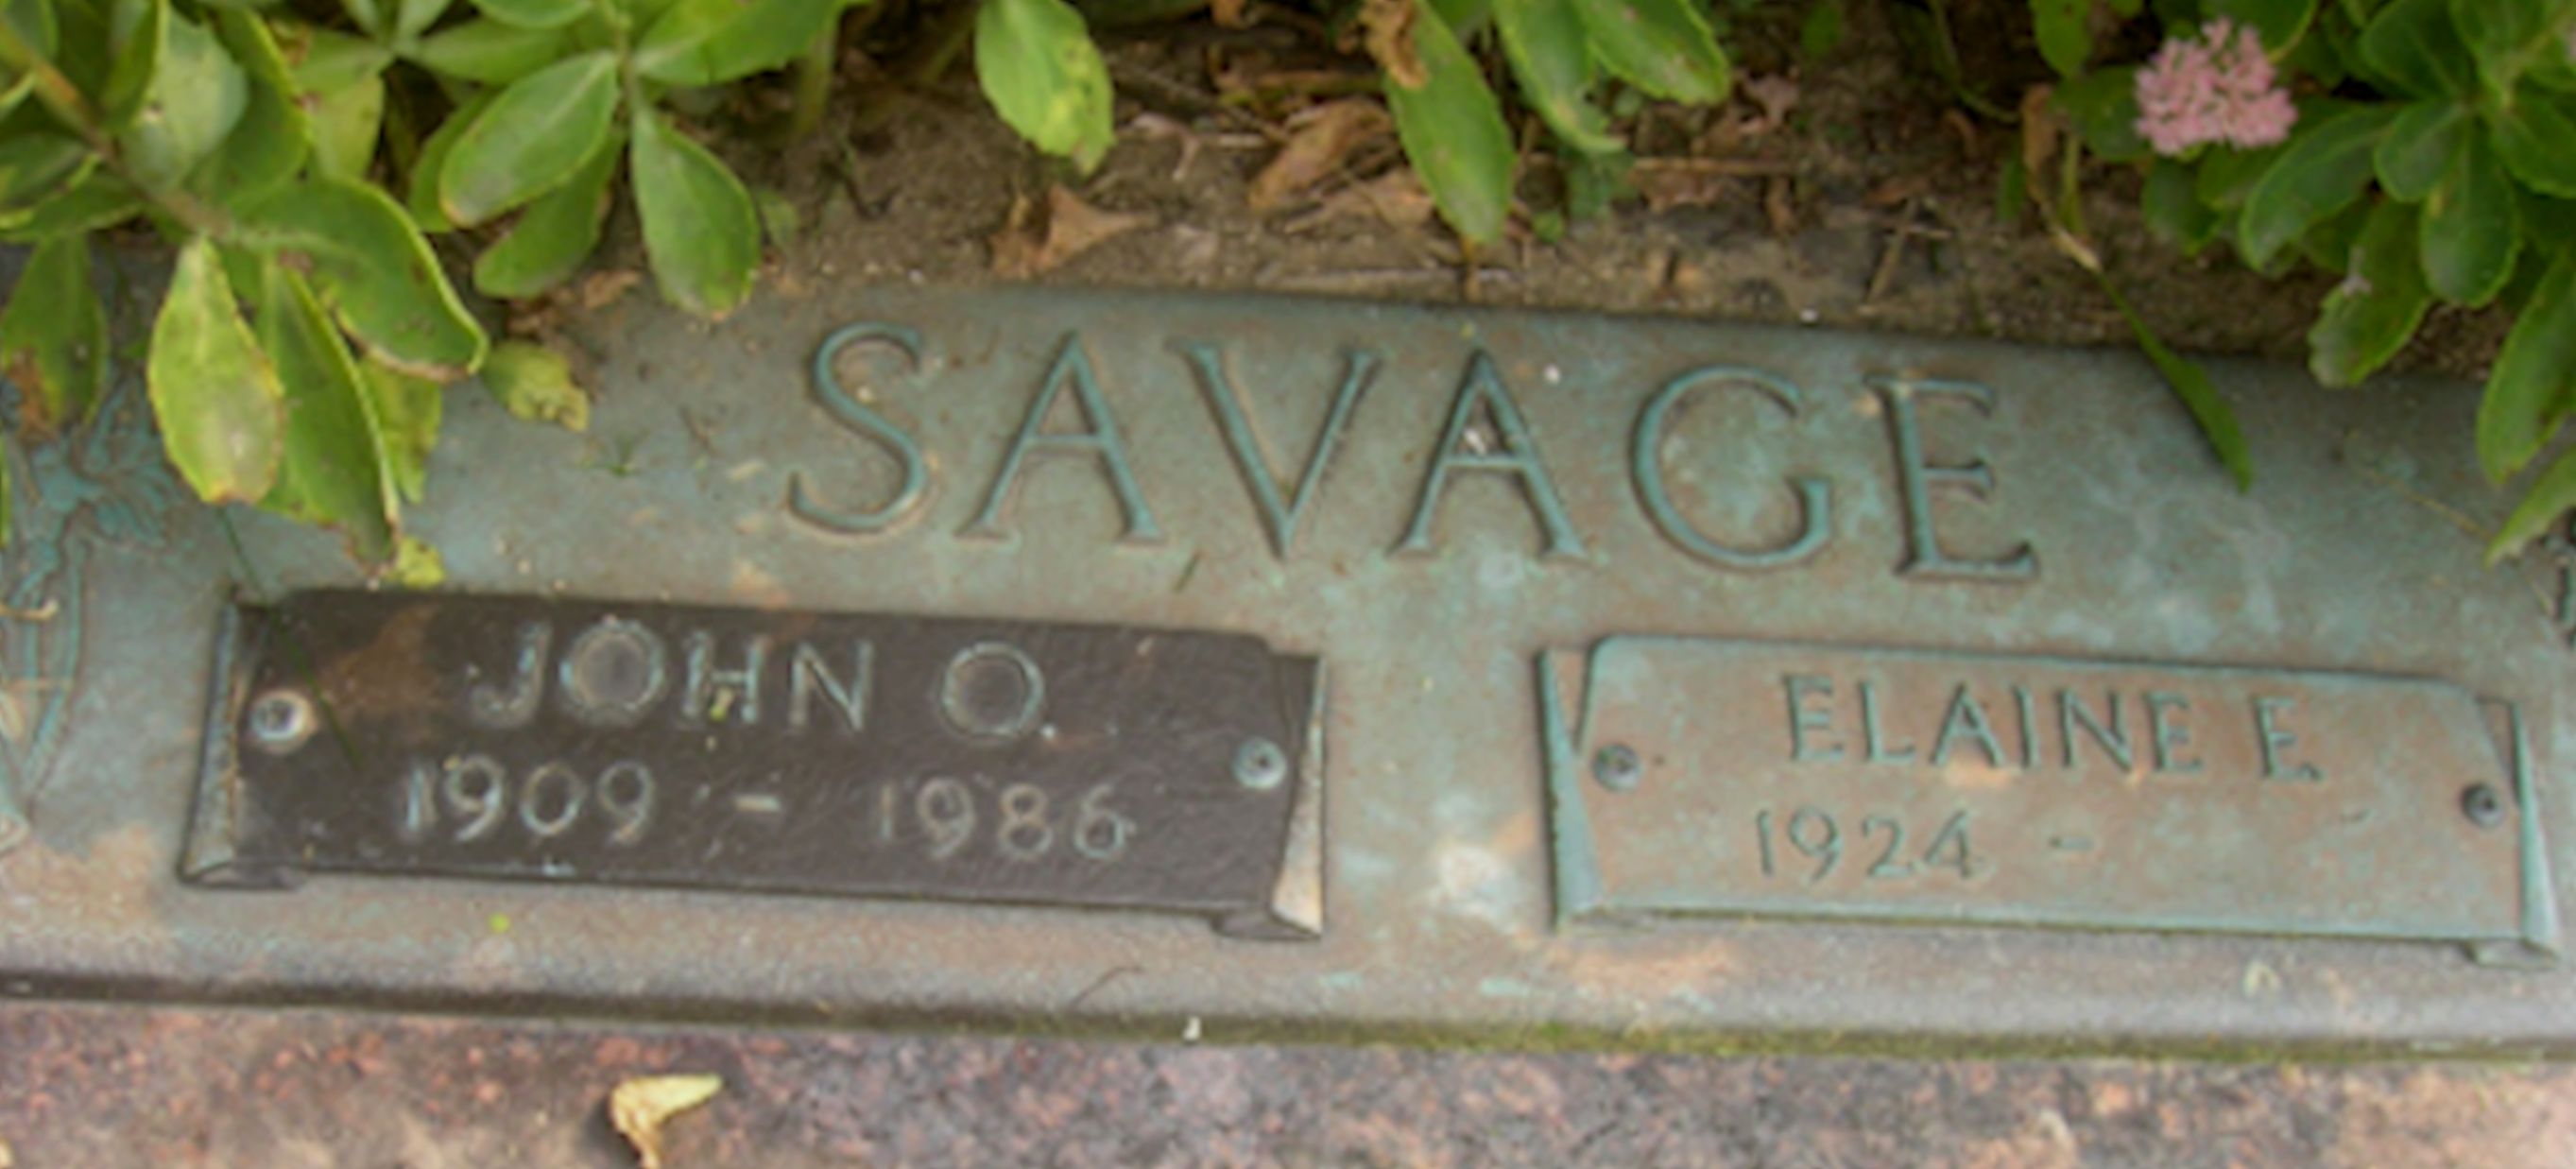 SAVAGE
JOHN O.
1909 - 1986
ELAINE E.
1924 -